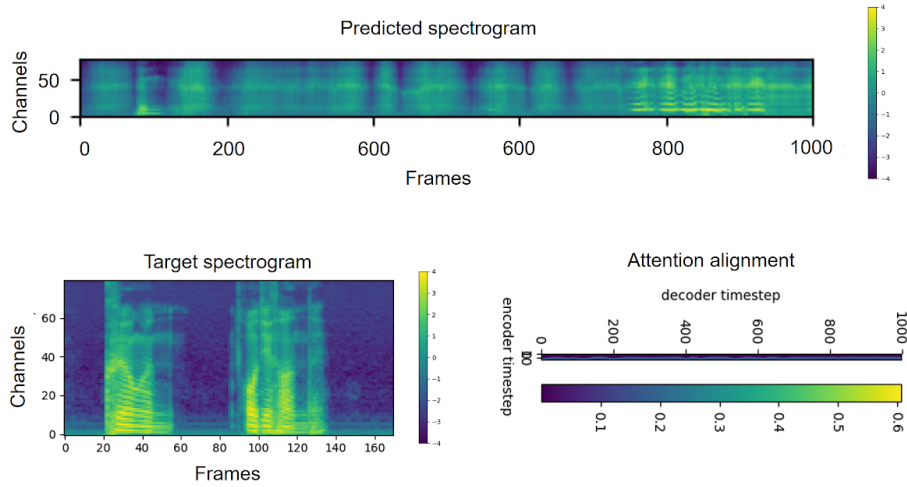 Predicted spectrogram
Channels
50
0
0 200 600 600 800 1000
Frames
4
3
2
1
0
−1
−2
−3
−4
Target spectrogram
Channels
60
40
20
0
0 20 40 60 80 100 120 140 160
Frames
4
3
2
1
0
−1
−2
−3
−4
Attention alignment
decoder timestep
0 200 400 600 800 1000
encoder timestep
0.1 0.2 0.3 0.4 0.5 0.6